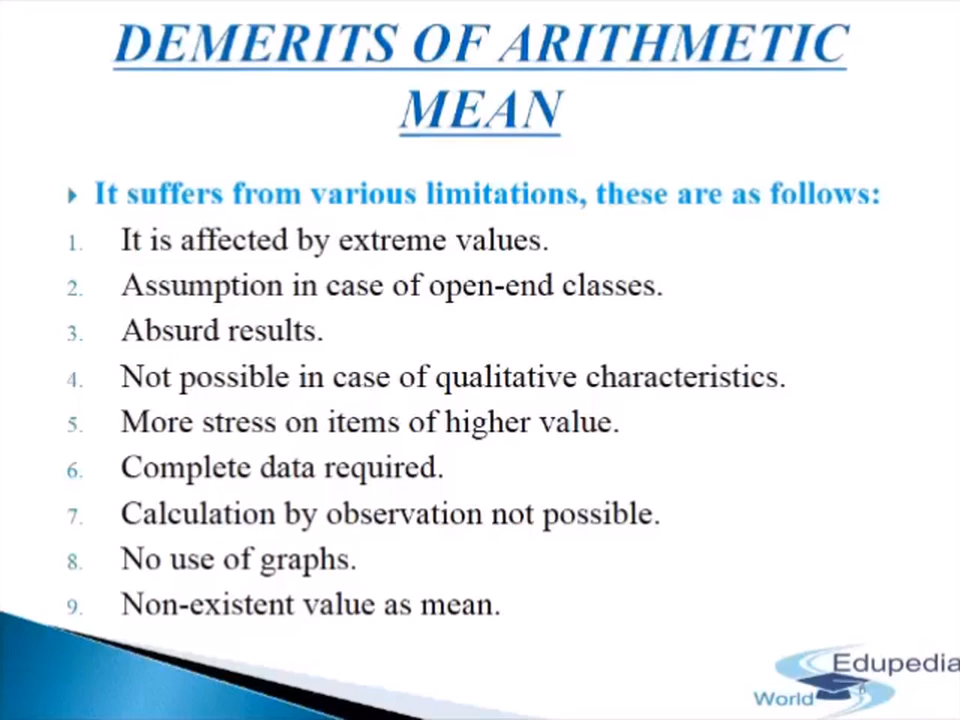 DEMERITS OF ARITHMETIC
MEAN
It suffers from various limitations, these are as follows:
1. It is affected by extreme values.
2. Assumption in case of open-end classes.
3. Absurd results.
4. Not possible in case of qualitative characteristics.
5. More stress on items of higher value.
6. Complete data required.
7. Calculation by observation not possible.
8. No use of graphs.
9. Non-existent value as mean.
Edupedia
World